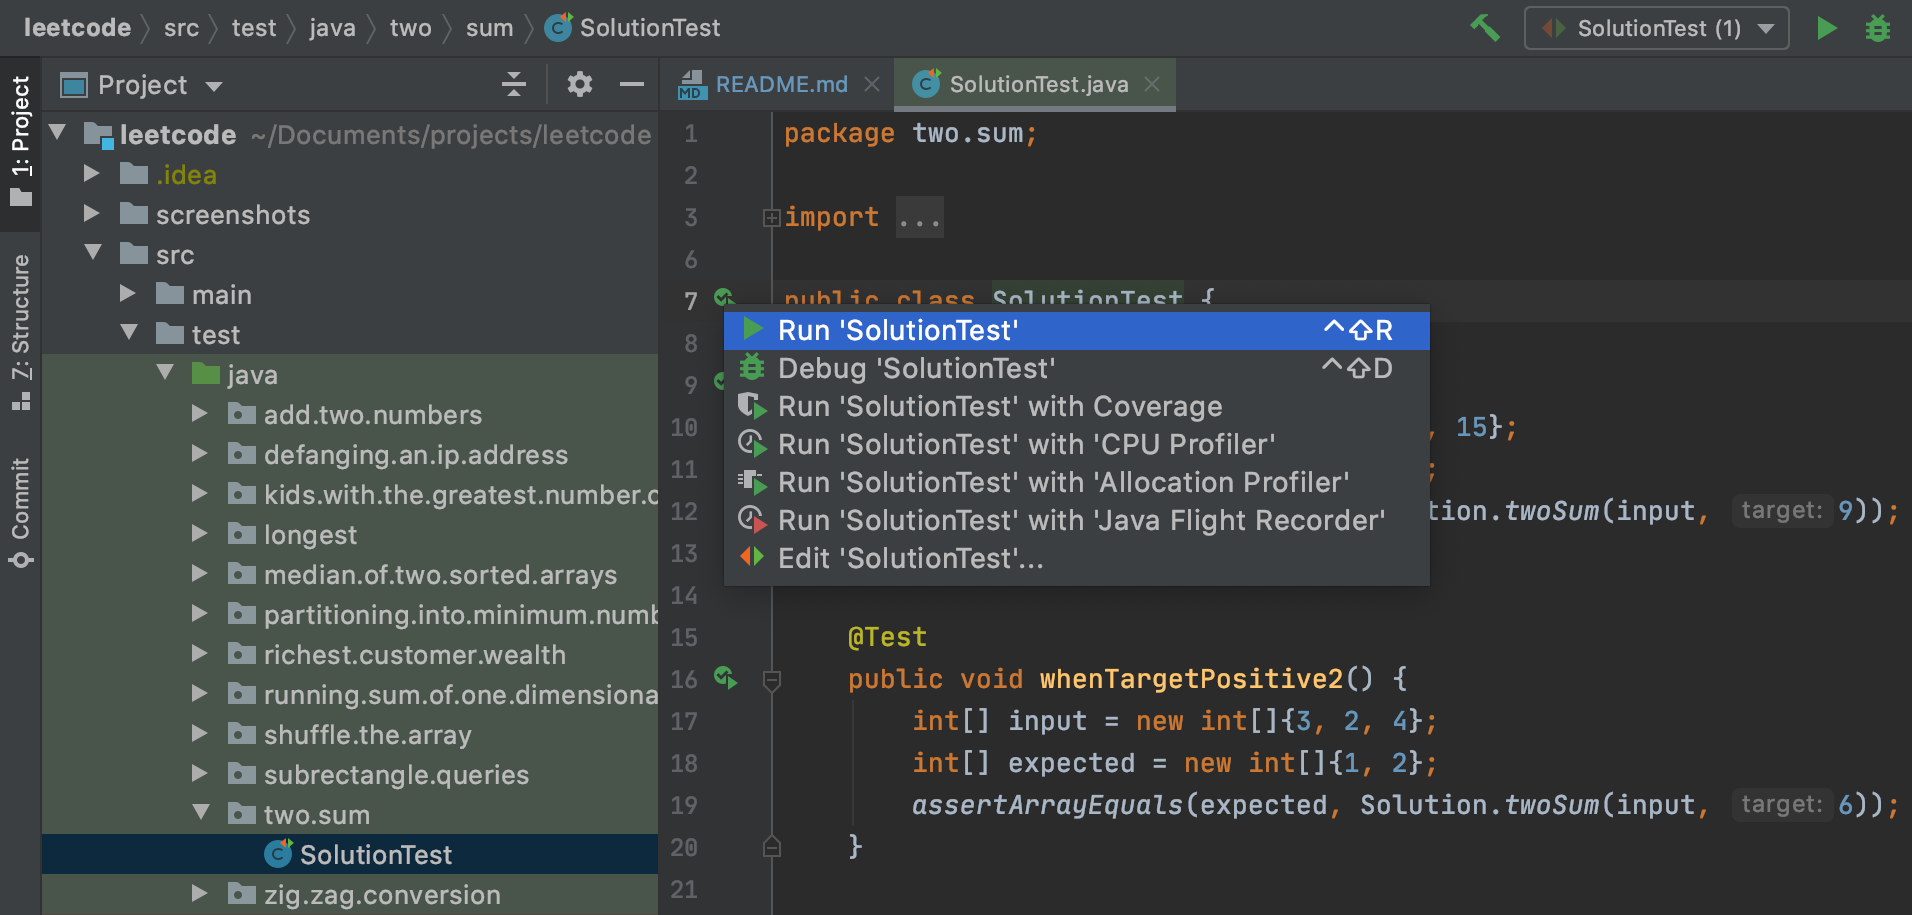 leetcode src test java two sum SolutionTest
SolutionTest (1)
1: Project
Z: Structure
Commit
Project
leetcode ~/Documents/projects/leetcode
.idea
screenshots
src
main
test
java
add.two.numbers
defanging.an.ip.address
kids.with.the.greatest.number.
longest
median.of.two.sorted.arrays
partitioning.into.minimum.
richest.customer.wealth
running.sum.of.one.
shuffle.the.array
subrectangle.queries
two.sum
SolutionTest
zig.zag.conversion
README.md SolutionTest.java
1 package two.sum;
2
3 import ...
6
7 public class SolutionTest {
8
9
10 , 15};
11 ;
12 tion.twoSum(input, target: 9));
13
14
15 @Test
16 public void whenTargetPositive2() {
17 int[] input = new int[]{3, 2, 4};
18 int[] expected = new int[]{1, 2};
19 assertArrayEquals(expected, Solution.twoSum(input, target: 6));
20 }
21
Run 'SolutionTest' ^⇧R
Debug 'SolutionTest' ^⇧D
Run 'SolutionTest' with Coverage
Run 'SolutionTest' with 'CPU Profiler'
Run 'SolutionTest' with 'Allocation Profiler'
Run 'SolutionTest' with 'Java Flight Recorder'
Edit 'SolutionTest'...